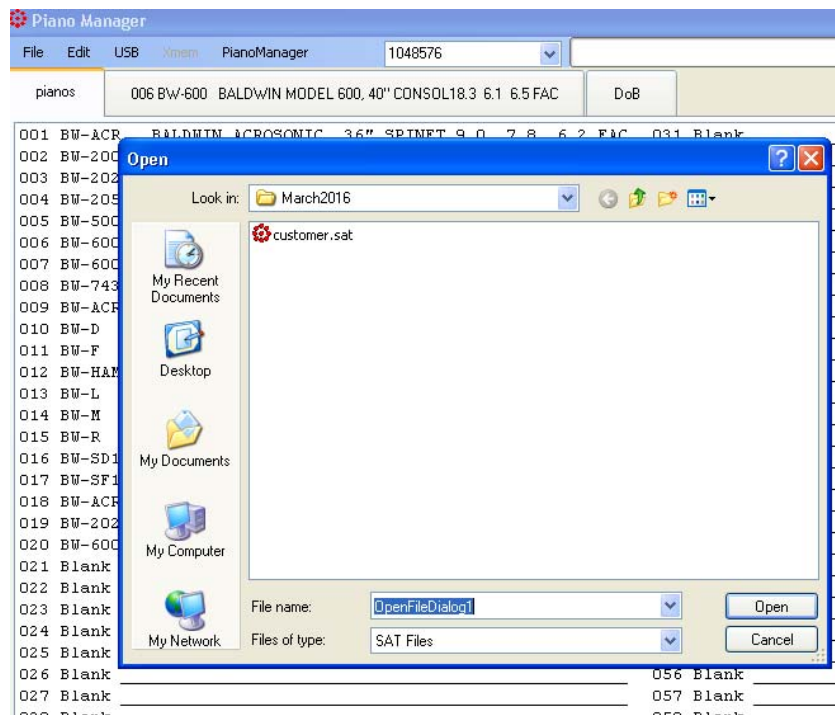 Piano Manager
File Edit USB Xmem PianoManager 1048576
pianos 006 BW-600 BALDWIN MODEL 600, 40" CONSOL18.3 6.1 6.5 FAC DoB
001 BW-ACR BALDWIN ACROSONIC 36" SPINET 9.0 7.8 6.2 FAC 031 Blank
002 BW-200
003 BW-202
004 BW-205
005 BW-500
006 BW-600
007 BW-600
008 BW-743
009 BW-ACR
010 BW-D
011 BW-F
012 BW-HAM
013 BW-L
014 BW-M
015 BW-R
016 BW-SD1
017 BW-SF1
018 BW-ACR
019 BW-202
020 BW-600
021 Blank
022 Blank
023 Blank
024 Blank
025 Blank
026 Blank 056 Blank
027 Blank 057 Blank
Open
Look in: March2016
customer.sat
My Recent
Documents
Desktop
My Documents
My Computer
My Network
File name: OpenFileDialog1 Open
Files of type: SAT Files Cancel